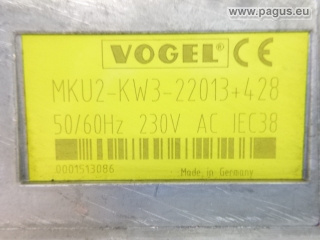 www.pagus.eu
VOGEL® CE
MKU2-KW3-22013+428
50/60Hz 230V AC IEC38
0001513086 Made in Germany